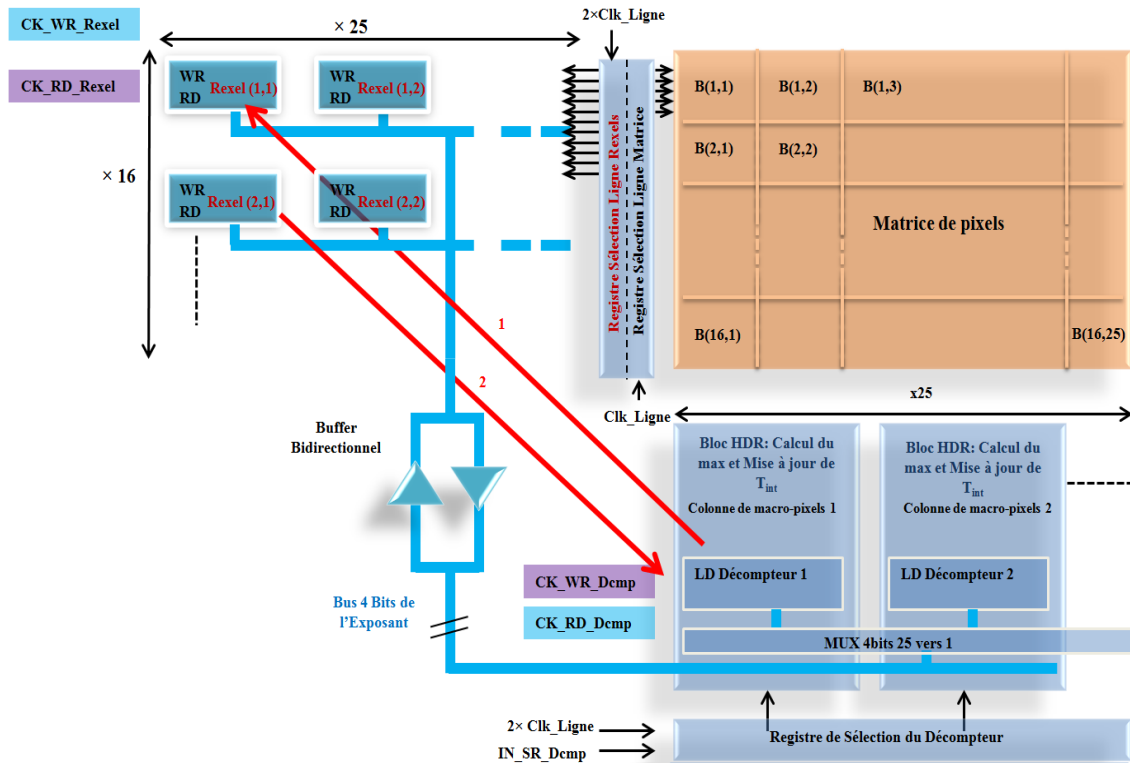 CK_WR_Rexel
CK_RD_Rexel
× 25
× 16
WR
RD
Rexel (1,1)
WR
RD
Rexel (1,2)
WR
RD
Rexel (2,1)
WR
RD
Rexel (2,2)
2×Clk_Ligne
Registre Sélection Ligne Rexels
Registre Sélection Ligne Matrice
Clk_Ligne
B(1,1)
B(1,2)
B(1,3)
B(2,1)
B(2,2)
Matrice de pixels
B(16,1)
B(16,25)
x25
1
2
Buffer
Bidirectionnel
Bus 4 Bits de
l’Exposant
Bloc HDR: Calcul du
max et Mise à jour de
Tint
Colonne de macro-pixels 1
Bloc HDR: Calcul du
max et Mise à jour de
Tint
Colonne de macro-pixels 2
CK_WR_Dcmp
CK_RD_Dcmp
LD Décompteur 1
LD Décompteur 2
MUX 4bits 25 vers 1
2× Clk_Ligne
IN_SR_Dcmp
Registre de Sélection du Décompteur